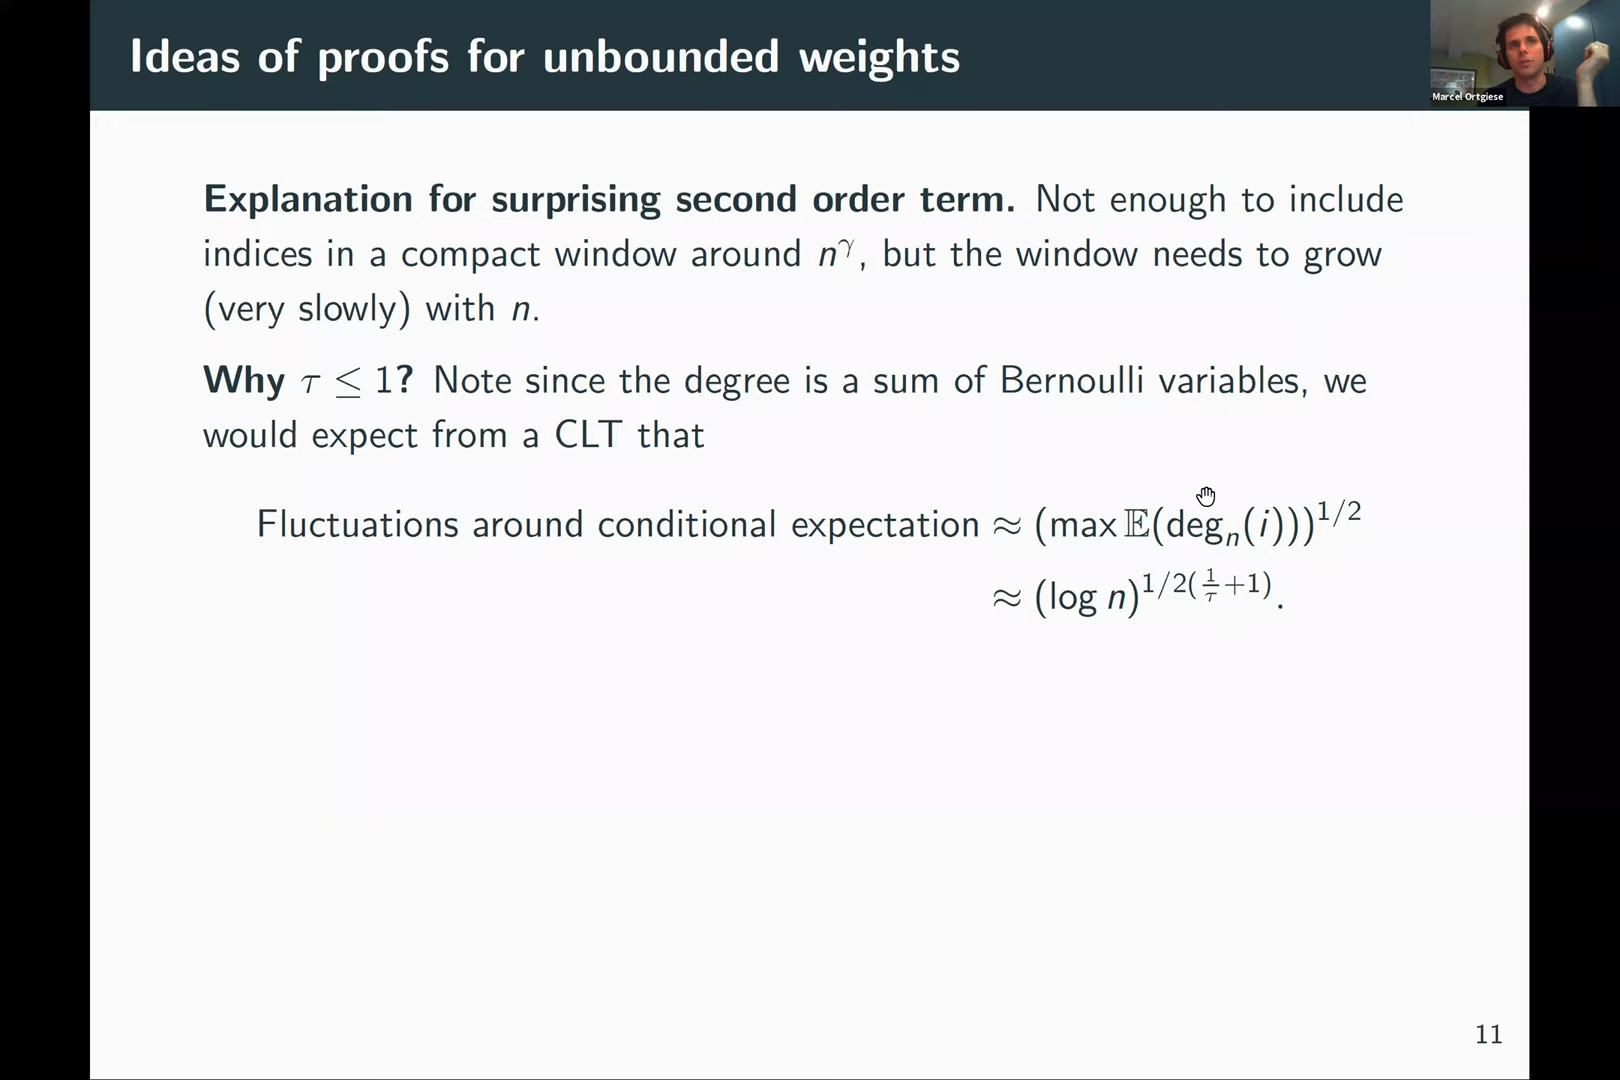 Ideas of proofs for unbounded weights
Marcel Ortgiese
Explanation for surprising second order term. Not enough to include
indices in a compact window around n^γ, but the window needs to grow
(very slowly) with n.
Why τ ≤ 1? Note since the degree is a sum of Bernoulli variables, we
would expect from a CLT that
Fluctuations around conditional expectation ≈ (max 𝔼(deg_n(i)))^{1/2}
≈ (log n)^{1/2(\frac{1}{τ}+1)}.
11